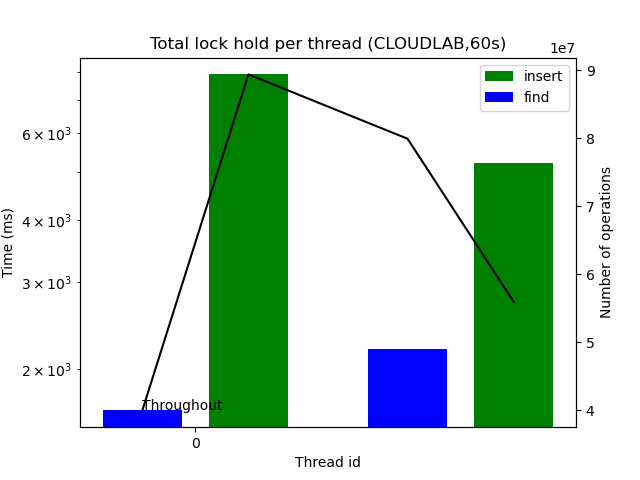 Total lock hold per thread (CLOUDLAB,60s)
1e7
insert
find
6 × 10³
4 × 10³
3 × 10³
2 × 10³
Time (ms)
9
8
7
6
5
4
Number of operations
Throughout
0
Thread id